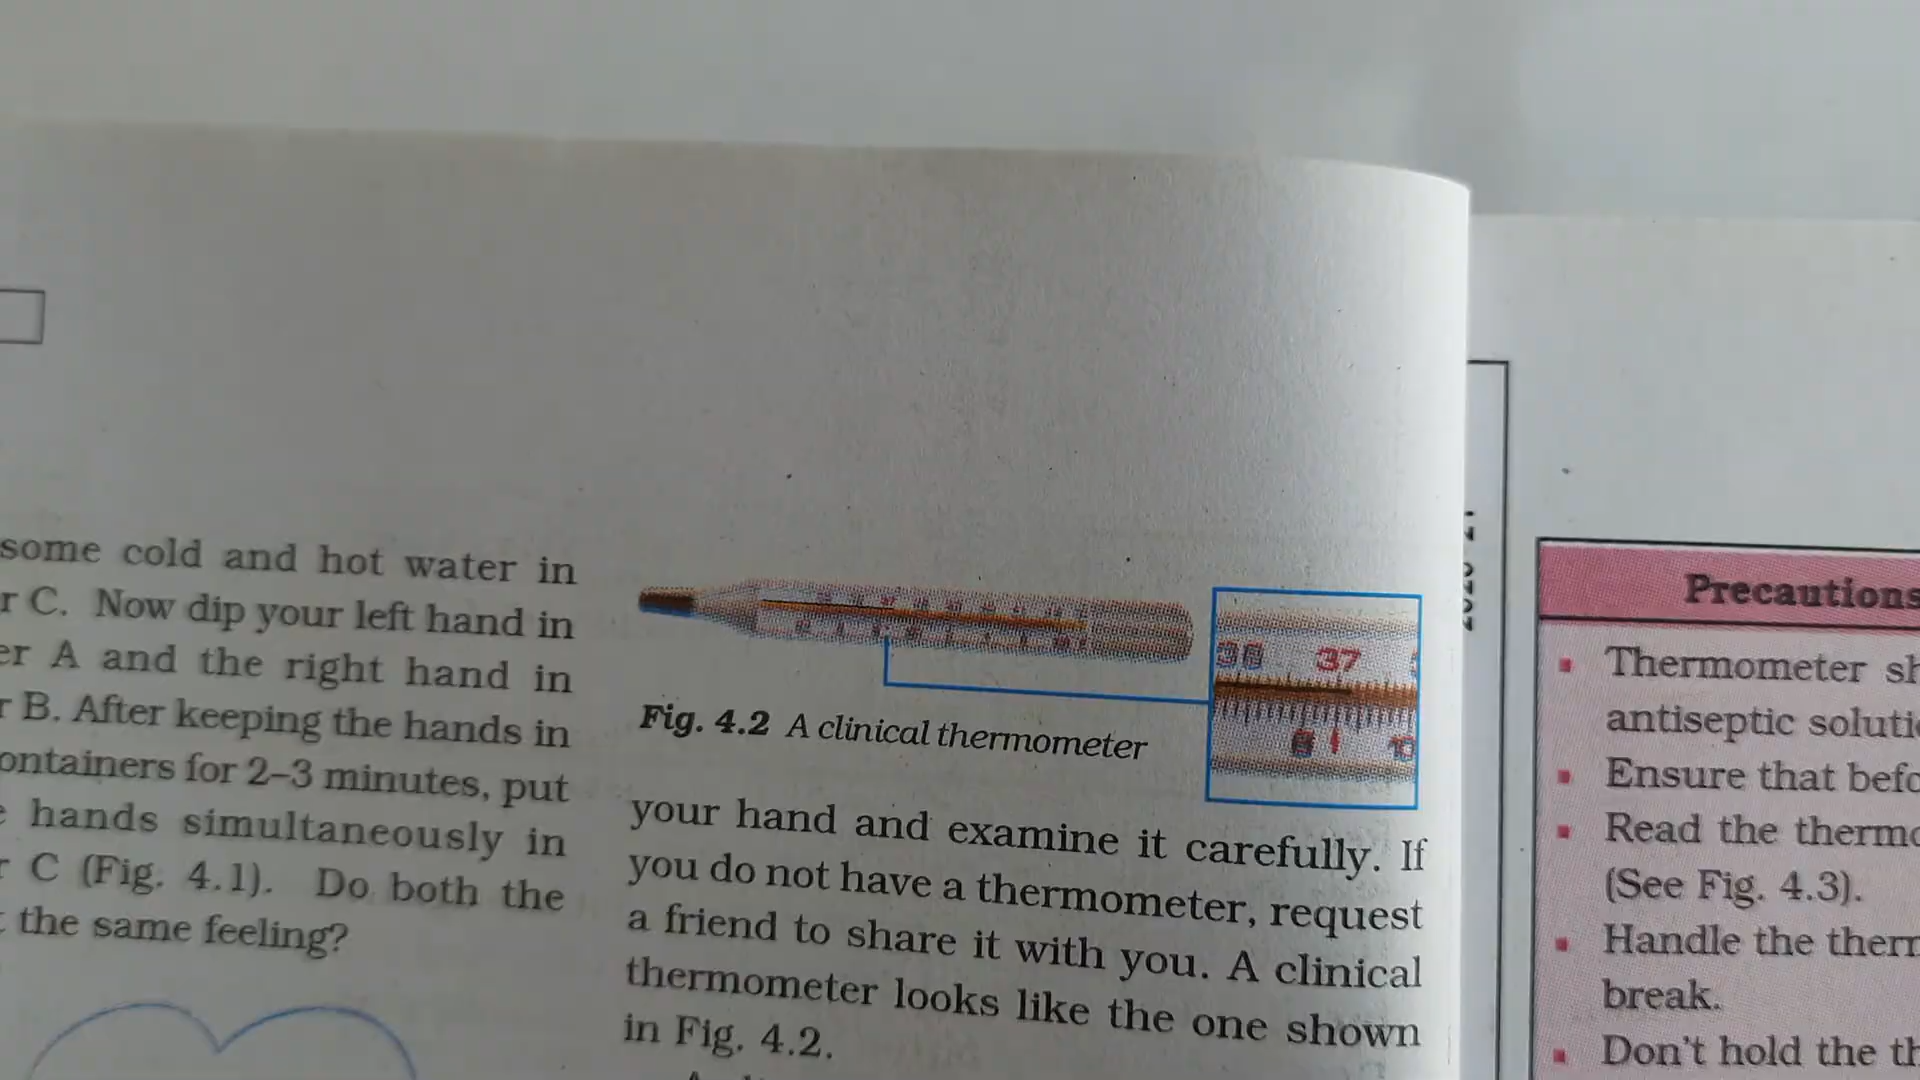 some cold and hot water in
r C. Now dip your left hand in
er A and the right hand in
r B. After keeping the hands in
ontainers for 2–3 minutes, put
hands simultaneously in
r C (Fig. 4.1). Do both the
the same feeling?
36 37
Fig. 4.2 A clinical thermometer
your hand and examine it carefully. If
you do not have a thermometer, request
a friend to share it with you. A clinical
thermometer looks like the one shown
in Fig. 4.2.
Precautions
Thermometer sh
antiseptic soluti
Ensure that befo
Read the thermo
(See Fig. 4.3).
Handle the ther
break.
Don't hold the th